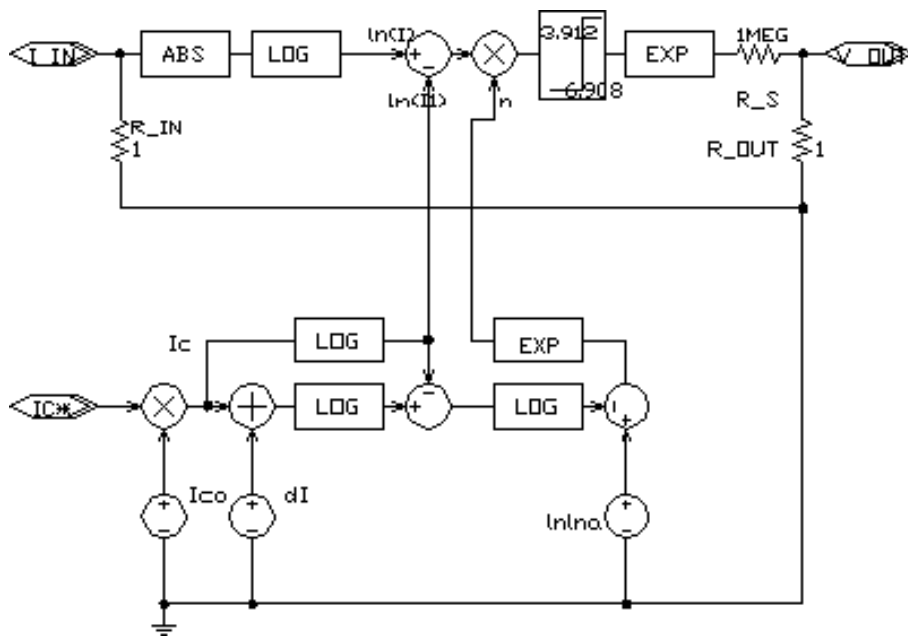 I_IN
ABS
LOG
ln(I)
+
-
ln(I1)
n
3.912
-6.908
EXP
1MEG
R_S
V_OUT
R_IN
1
R_OUT
1
Ic
LOG
EXP
IC*
LOG
LOG
Ico
dI
lnlna